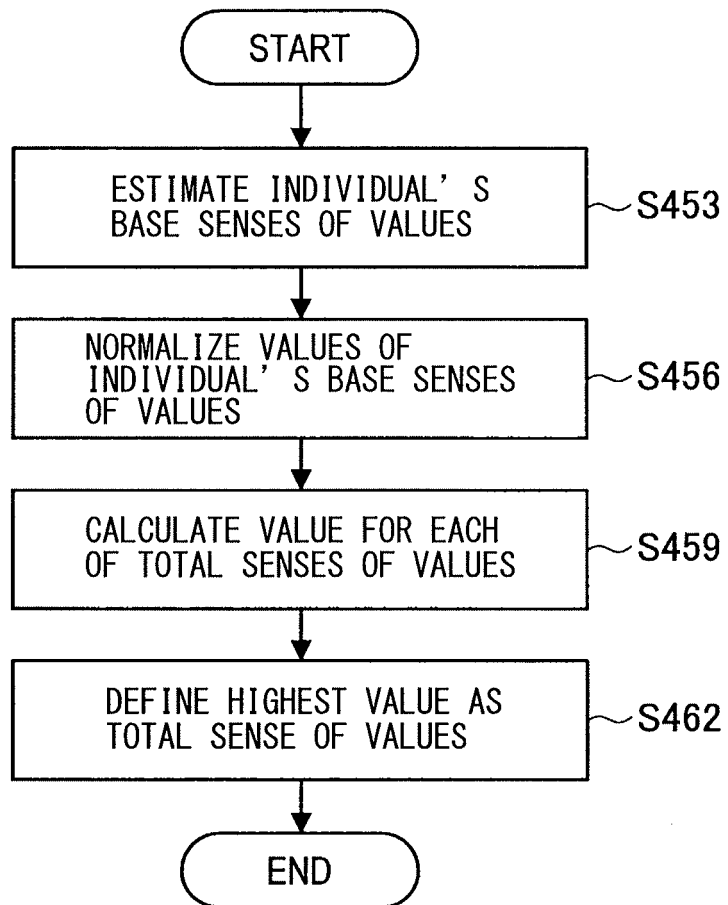 START
ESTIMATE INDIVIDUAL'S
BASE SENSES OF VALUES
S453
NORMALIZE VALUES OF
INDIVIDUAL'S BASE SENSES
OF VALUES
S456
CALCULATE VALUE FOR EACH
OF TOTAL SENSES OF VALUES
S459
DEFINE HIGHEST VALUE AS
TOTAL SENSE OF VALUES
S462
END